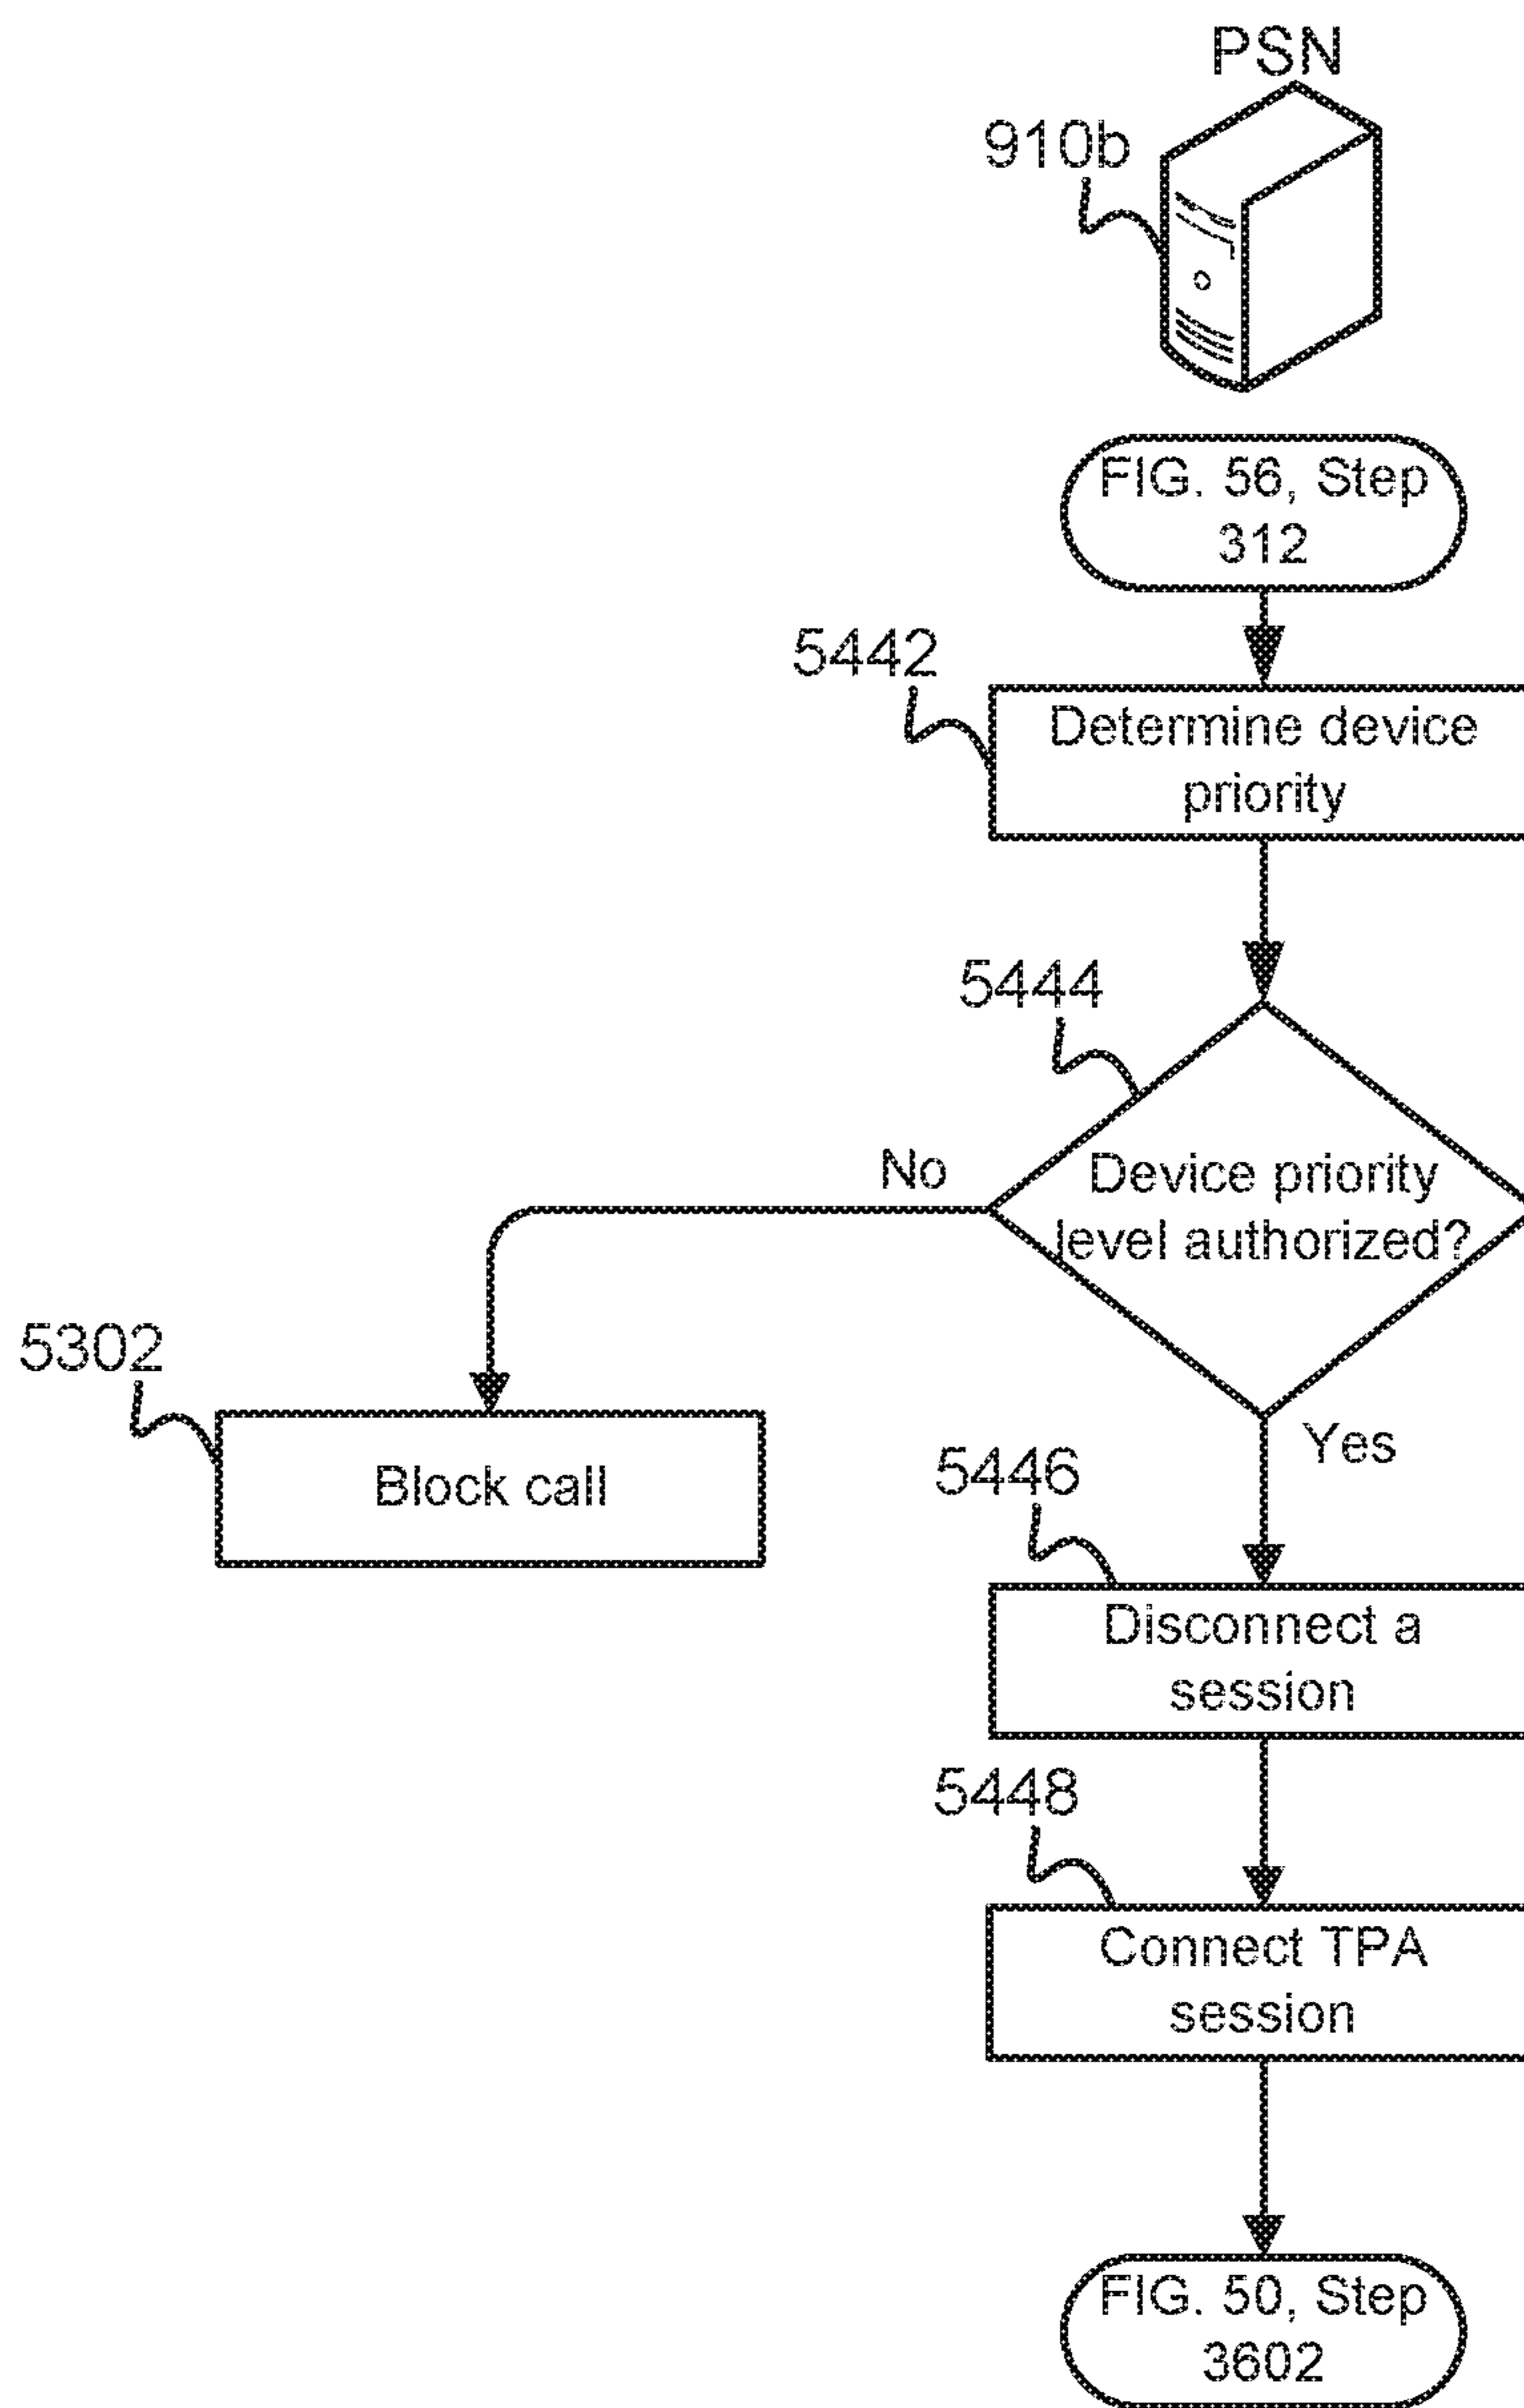 PSN
910b
FIG. 56, Step
312
5442
Determine device
priority
5444
No
Device priority
level authorized?
5302
Block call
Yes
5446
Disconnect a
session
5448
Connect TPA
session
FIG. 50, Step
3602